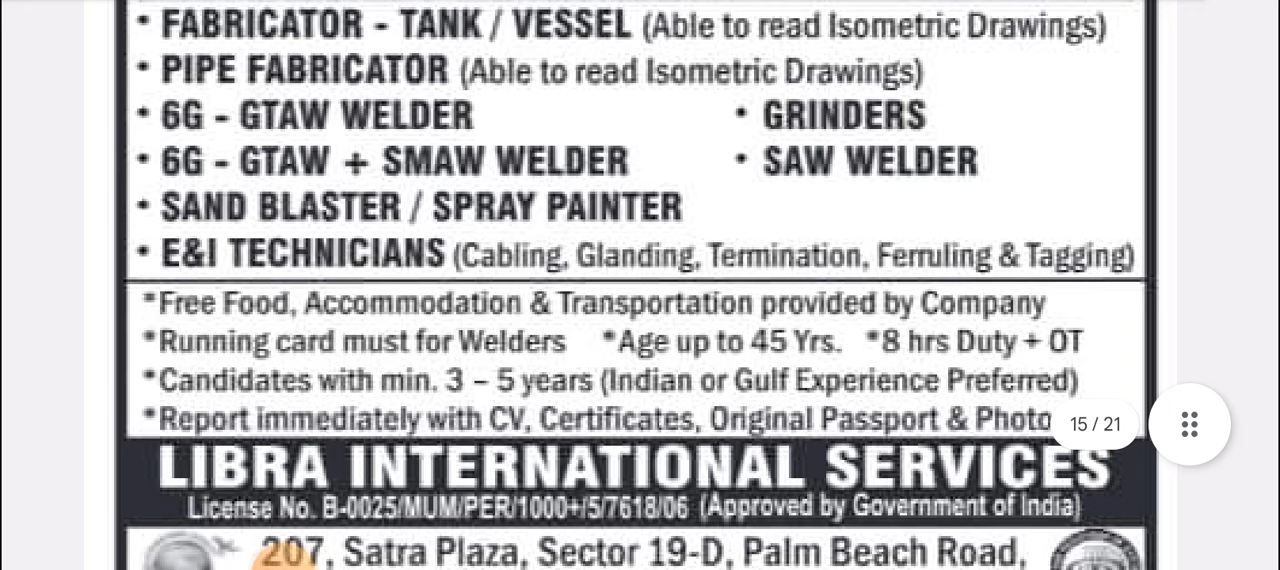 • FABRICATOR - TANK / VESSEL (Able to read Isometric Drawings)
• PIPE FABRICATOR (Able to read Isometric Drawings)
• 6G - GTAW WELDER • GRINDERS
• 6G - GTAW + SMAW WELDER • SAW WELDER
• SAND BLASTER / SPRAY PAINTER
• E&I TECHNICIANS (Cabling, Glanding, Termination, Ferruling & Tagging)
*Free Food, Accommodation & Transportation provided by Company
*Running card must for Welders *Age up to 45 Yrs. *8 hrs Duty + OT
*Candidates with min. 3 – 5 years (Indian or Gulf Experience Preferred)
*Report immediately with CV, Certificates, Original Passport & Photo
15 / 21
LIBRA INTERNATIONAL SERVICES
License No. B-0025/MUM/PER/1000+/5/7618/06 (Approved by Government of India)
207, Satra Plaza, Sector 19-D, Palm Beach Road,